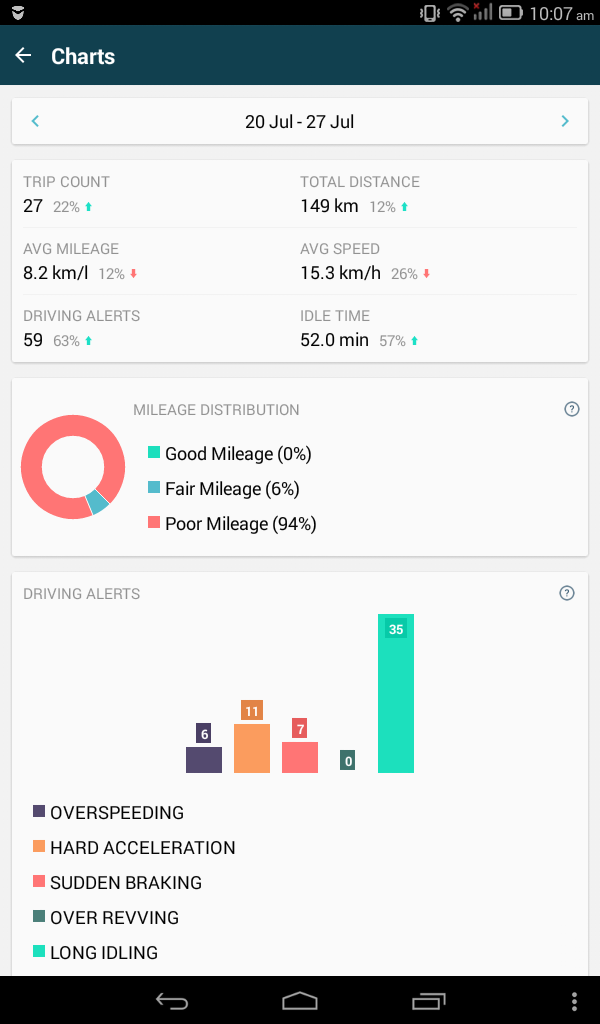 10:07 am
Charts
20 Jul - 27 Jul
TRIP COUNT
27 22%
TOTAL DISTANCE
149 km 12%
AVG MILEAGE
8.2 km/l 12%
AVG SPEED
15.3 km/h 26%
DRIVING ALERTS
59 63%
IDLE TIME
52.0 min 57%
MILEAGE DISTRIBUTION
?
Good Mileage (0%)
Fair Mileage (6%)
Poor Mileage (94%)
DRIVING ALERTS
?
35
11
6
7
0
OVERSPEEDING
HARD ACCELERATION
SUDDEN BRAKING
OVER REVVING
LONG IDLING